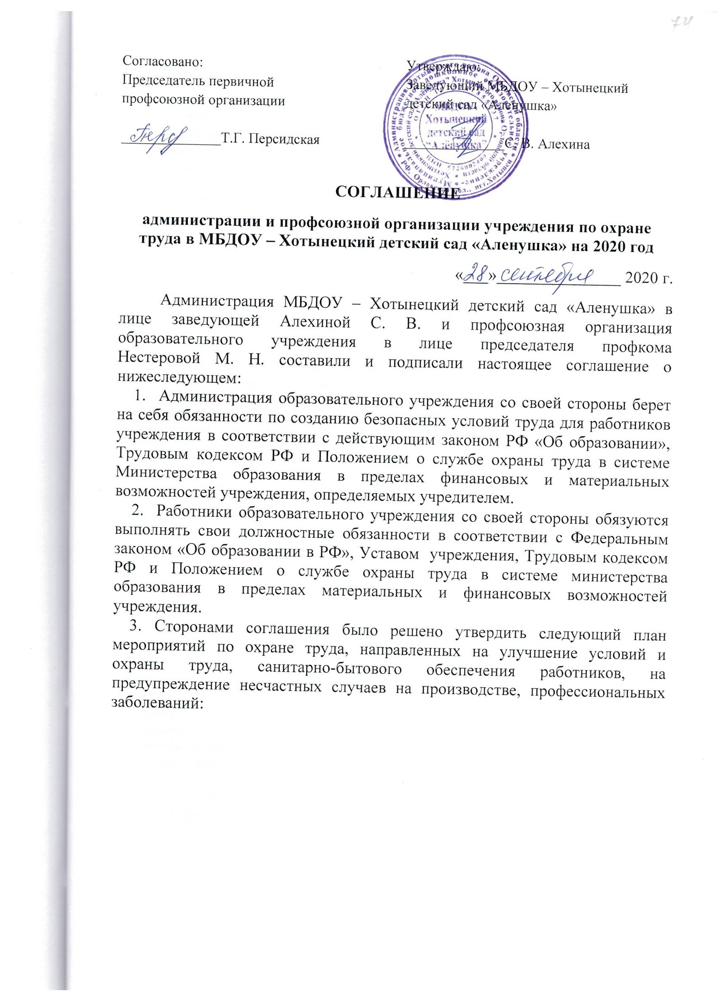 74
Согласовано:
Председатель первичной
профсоюзной организации
Т.Г. Персидская
Утверждаю:
Заведующий МБДОУ – Хотынецкий
детский сад «Аленушка»
С. В. Алехина
МБДОУ
Хотынецкий
детский сад
"Алёнушка"
СОГЛАШЕНИЕ
администрации и профсоюзной организации учреждения по охране
труда в МБДОУ – Хотынецкий детский сад «Аленушка» на 2020 год
«28» сентября 2020 г.
Администрация МБДОУ – Хотынецкий детский сад «Аленушка» в
лице заведующей Алехиной С. В. и профсоюзная организация
образовательного учреждения в лице председателя профкома
Нестеровой М. Н. составили и подписали настоящее соглашение о
нижеследующем:
1. Администрация образовательного учреждения со своей стороны берет
на себя обязанности по созданию безопасных условий труда для работников
учреждения в соответствии с действующим законом РФ «Об образовании»,
Трудовым кодексом РФ и Положением о службе охраны труда в системе
Министерства образования в пределах финансовых и материальных
возможностей учреждения, определяемых учредителем.
2. Работники образовательного учреждения со своей стороны обязуются
выполнять свои должностные обязанности в соответствии с Федеральным
законом «Об образовании в РФ», Уставом учреждения, Трудовым кодексом
РФ и Положением о службе охраны труда в системе министерства
образования в пределах материальных и финансовых возможностей
учреждения.
3. Сторонами соглашения было решено утвердить следующий план
мероприятий по охране труда, направленных на улучшение условий и
охраны труда, санитарно-бытового обеспечения работников, на
предупреждение несчастных случаев на производстве, профессиональных
заболеваний: